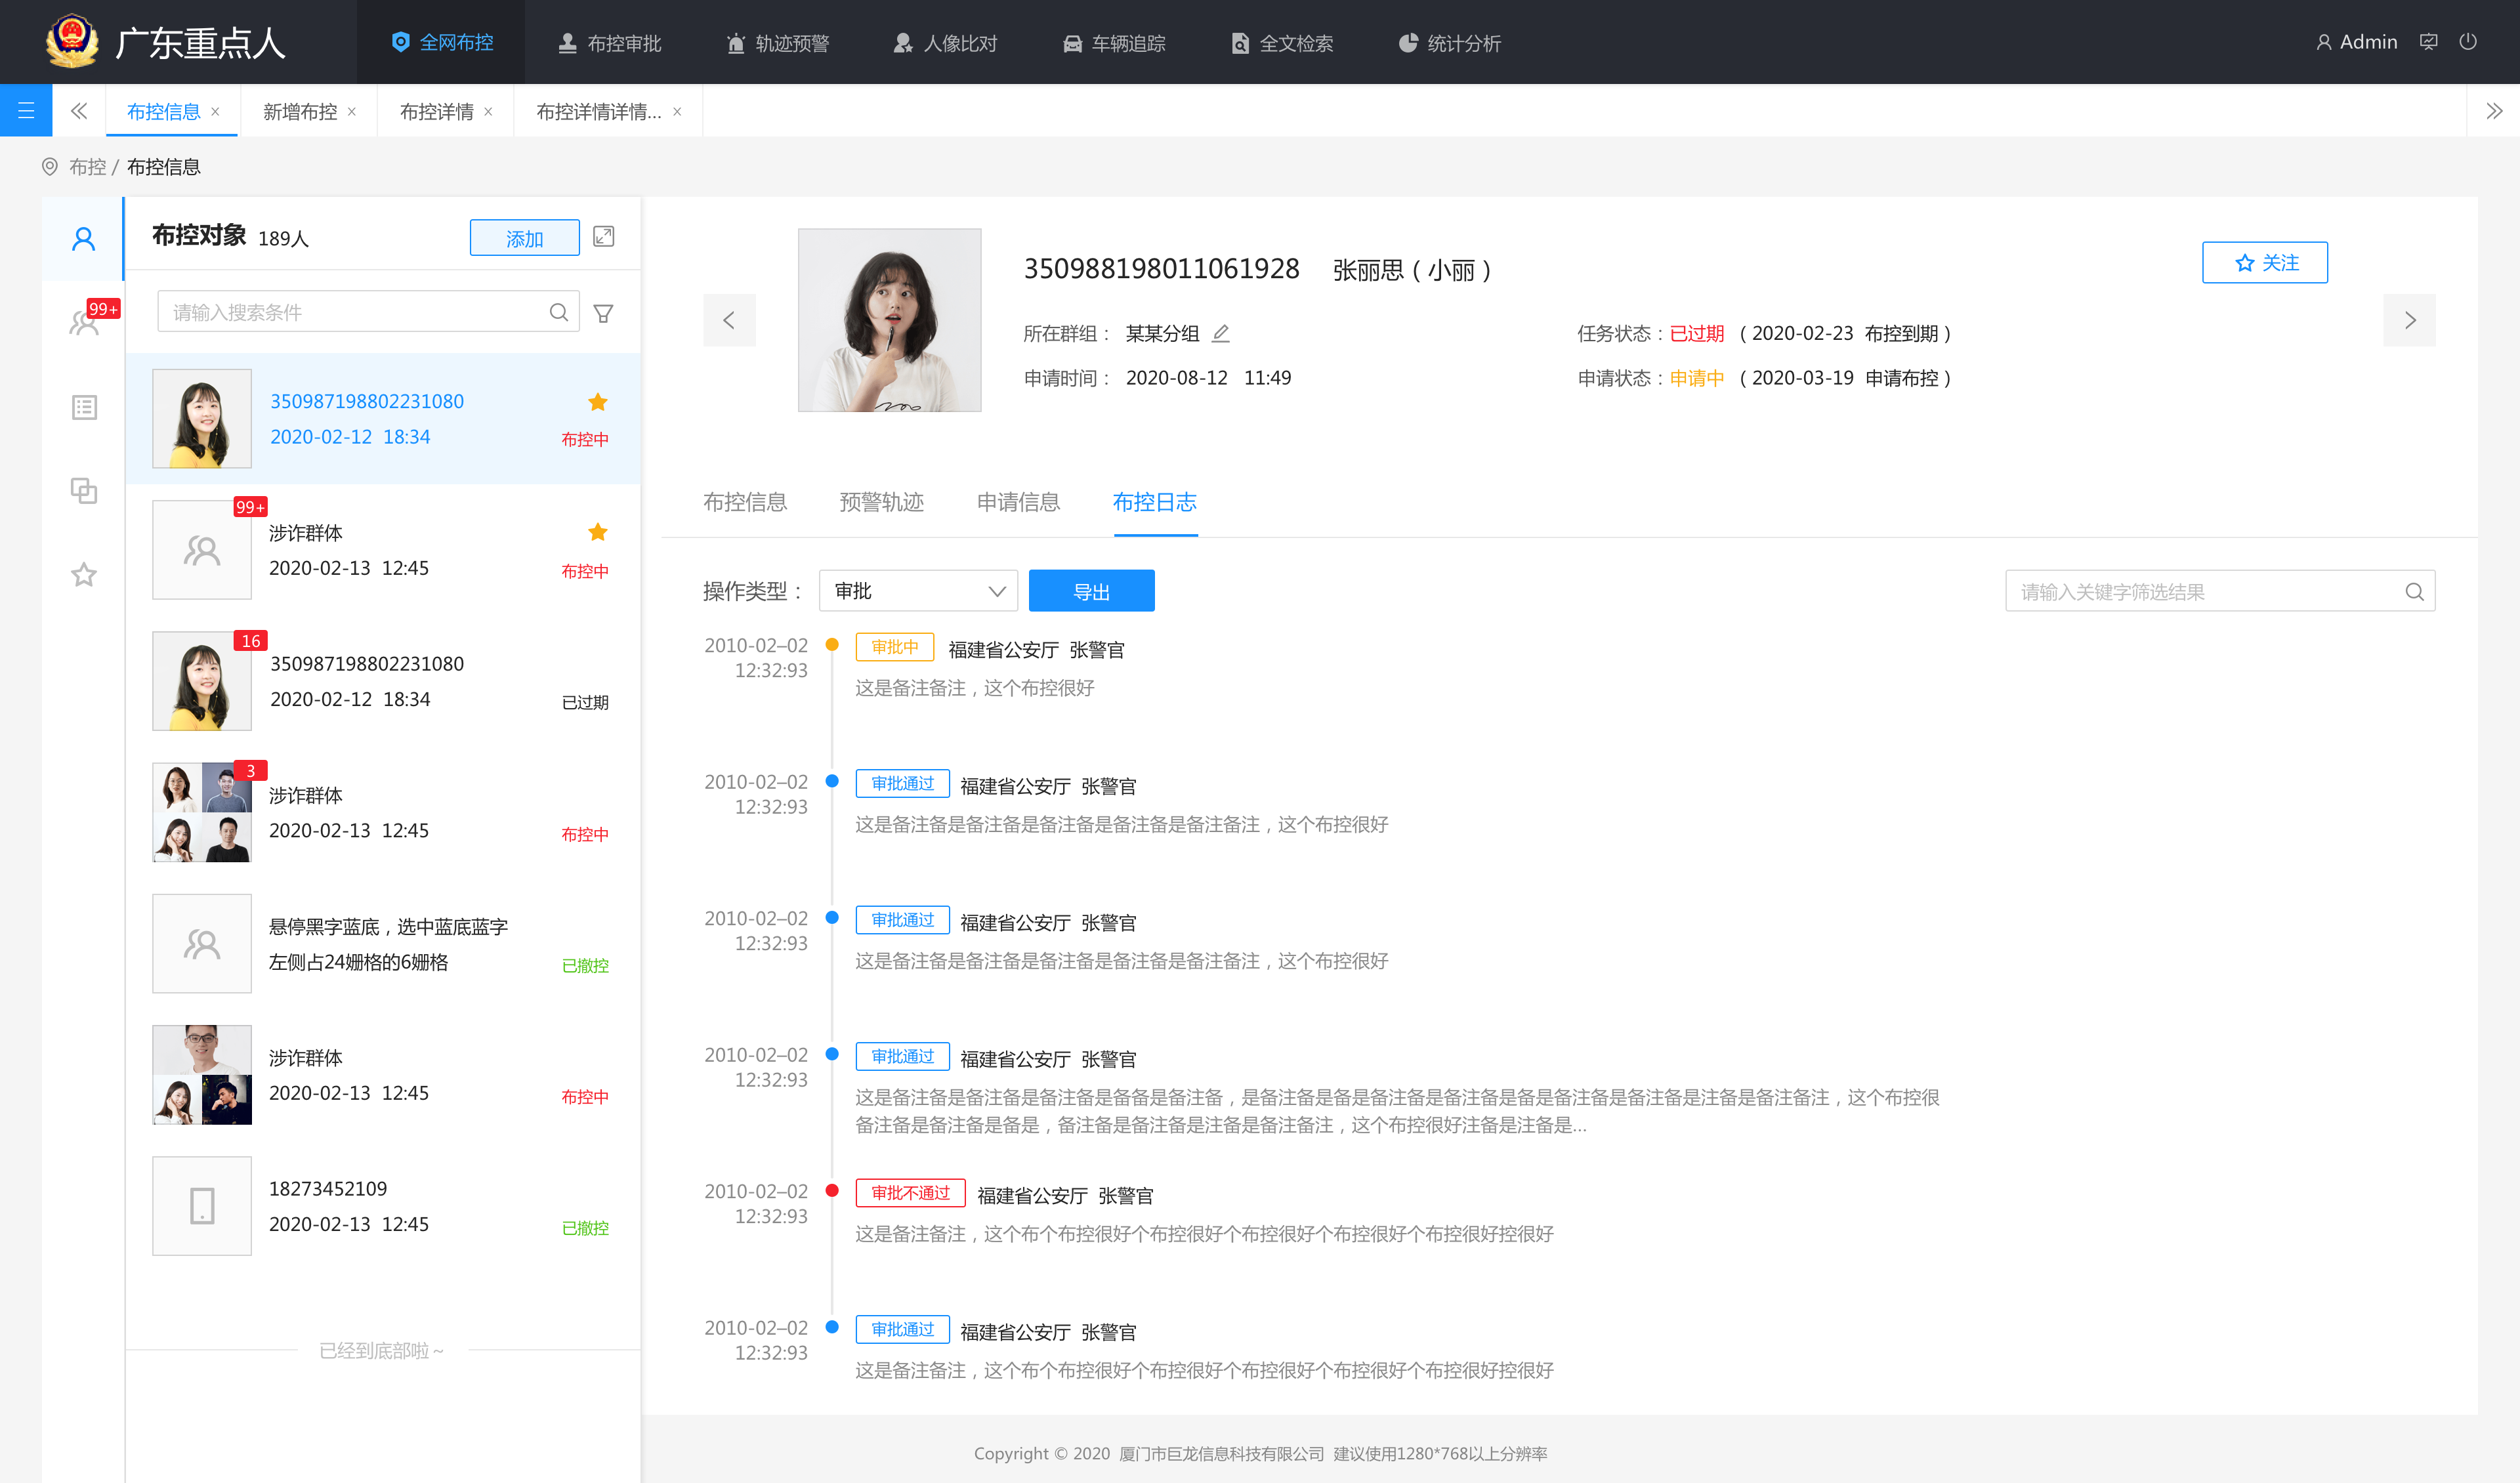 广东重点人
全网布控
布控审批
轨迹预警
人像比对
车辆追踪
全文检索
统计分析
Admin
布控信息
新增布控
布控详情
布控详情详情...
布控 / 布控信息
布控对象 189人
添加
99+
请输入搜索条件
350987198802231080
2020-02-12 18:34
布控中
99+
涉诈群体
2020-02-13 12:45
布控中
16
350987198802231080
2020-02-12 18:34
已过期
3
涉诈群体
2020-02-13 12:45
布控中
悬停黑字蓝底，选中蓝底蓝字
左侧占24姗格的6姗格
已撤控
涉诈群体
2020-02-13 12:45
布控中
18273452109
2020-02-13 12:45
已撤控
已经到底部啦～
350988198011061928 张丽思（小丽）
关注
所在群组： 某某分组
任务状态：已过期 （2020-02-23 布控到期）
申请时间： 2020-08-12 11:49
申请状态：申请中 （2020-03-19 申请布控）
布控信息
预警轨迹
申请信息
布控日志
操作类型： 审批
导出
请输入关键字筛选结果
2010-02–02
12:32:93
审批中 福建省公安厅 张警官
这是备注备注，这个布控很好
2010-02–02
12:32:93
审批通过 福建省公安厅 张警官
这是备注备是备注备是备注备是备注备是备注备注，这个布控很好
2010-02–02
12:32:93
审批通过 福建省公安厅 张警官
这是备注备是备注备是备注备是备注备是备注备注，这个布控很好
2010-02–02
12:32:93
审批通过 福建省公安厅 张警官
这是备注备是备注备是备注备是备备是备注备，是备注备是备是备注备是备注备是备是备注备是备注备是注备是备注备注，这个布控很
备注备是备注备是备是，备注备是备注备是注备是备注备注，这个布控很好注备是注备是...
2010-02–02
12:32:93
审批不通过 福建省公安厅 张警官
这是备注备注，这个布个布控很好个布控很好个布控很好个布控很好个布控很好控很好
2010-02–02
12:32:93
审批通过 福建省公安厅 张警官
这是备注备注，这个布个布控很好个布控很好个布控很好个布控很好个布控很好控很好
Copyright © 2020 厦门市巨龙信息科技有限公司 建议使用1280*768以上分辨率